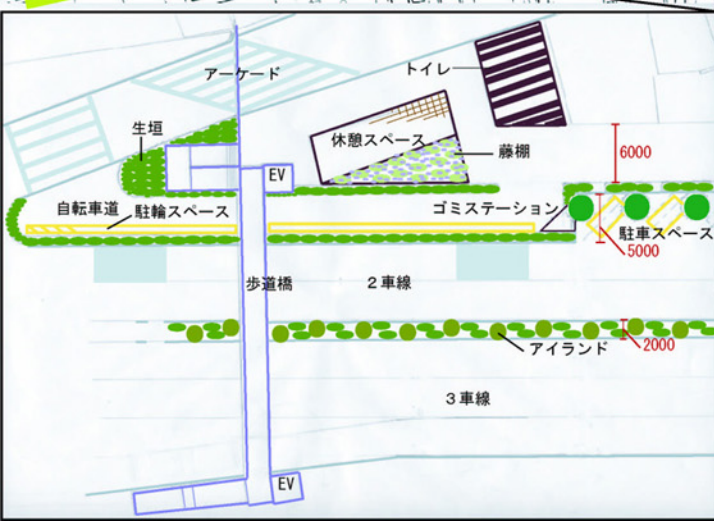 アーケード
トイレ
生垣
休憩スペース
藤棚
6000
EV
自転車道
駐輪スペース
ゴミステーション
駐車スペース
5000
歩道橋
2車線
アイランド
2000
3車線
EV